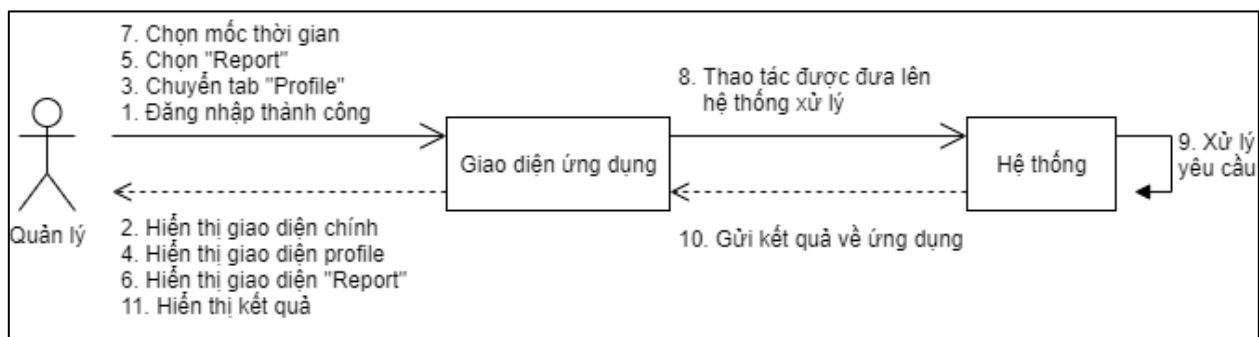 7. Chọn mốc thời gian
5. Chọn "Report"
3. Chuyển tab "Profile"
1. Đăng nhập thành công
8. Thao tác được đưa lên
hệ thống xử lý
Giao diện ứng dụng
Hệ thống
9. Xử lý
yêu cầu
Quản lý
2. Hiển thị giao diện chính
4. Hiển thị giao diện profile
6. Hiển thị giao diện "Report"
11. Hiển thị kết quả
10. Gửi kết quả về ứng dụng